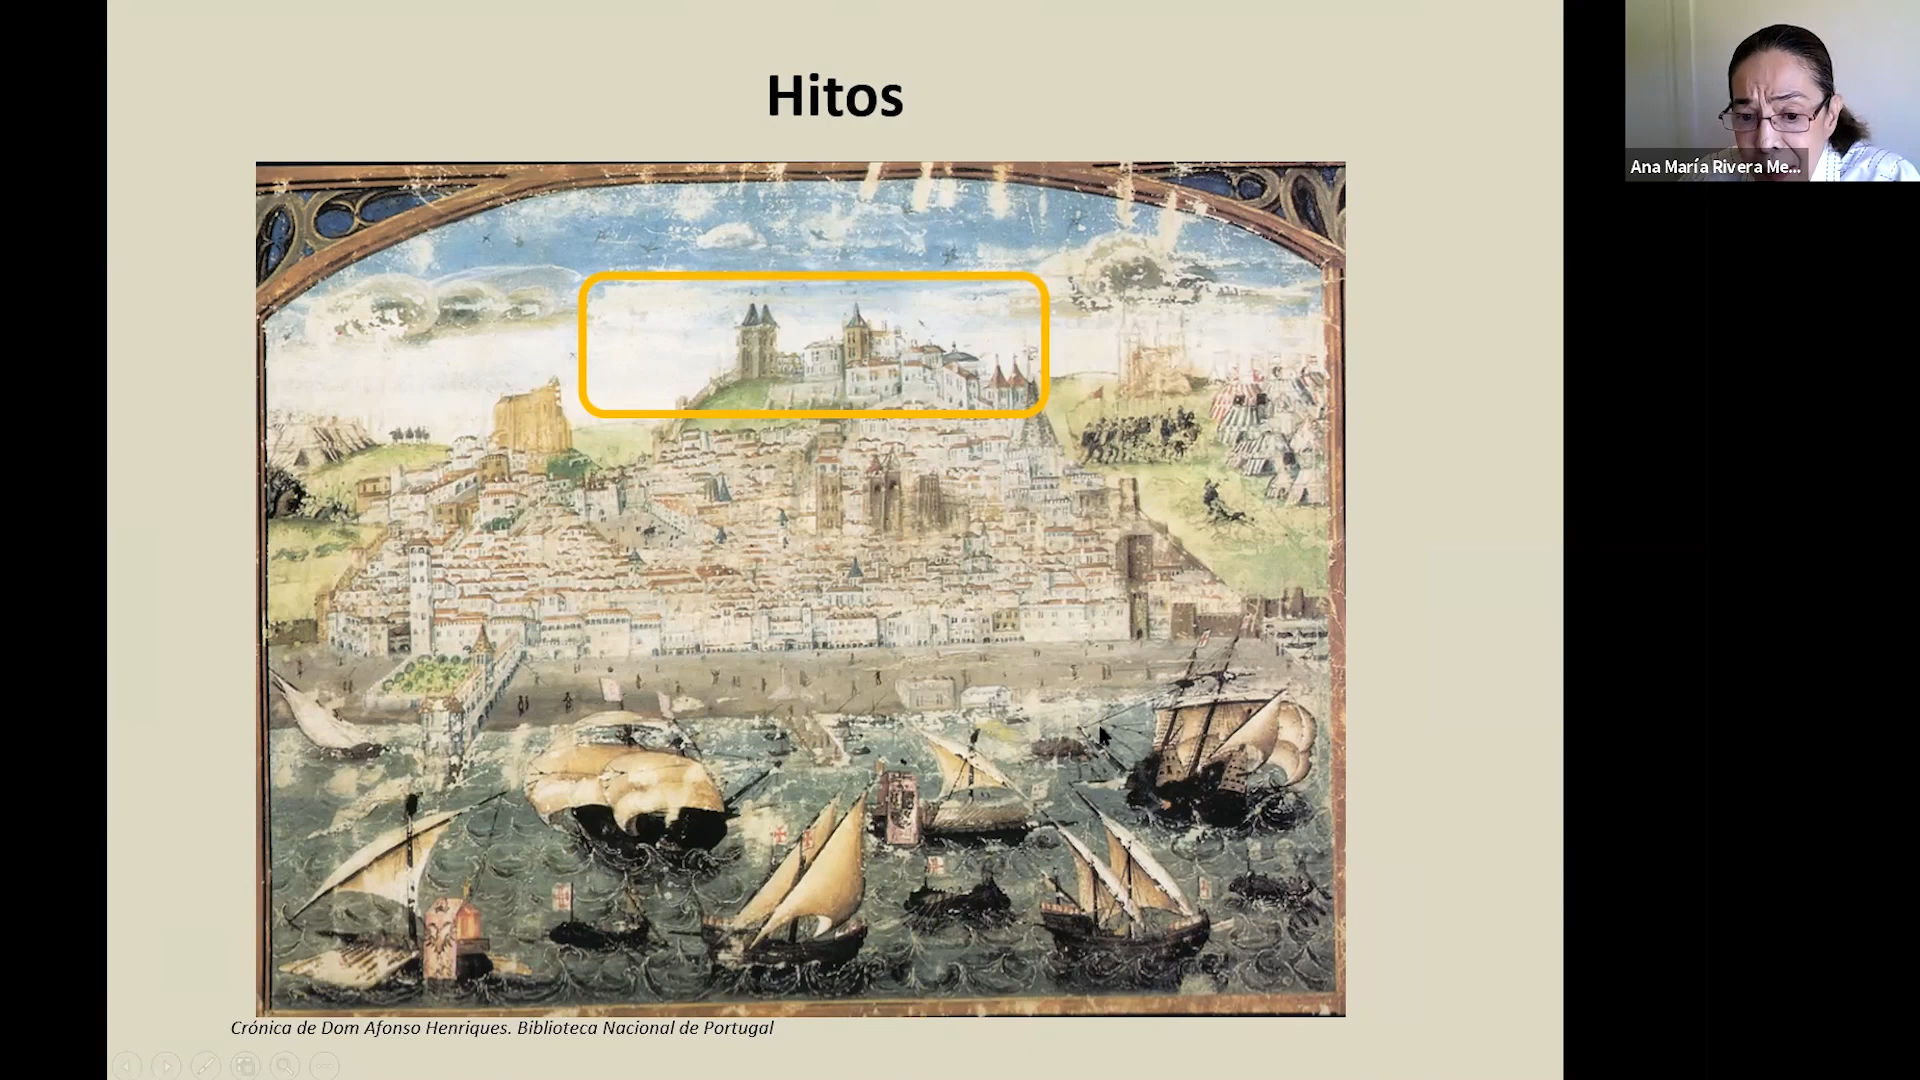 Hitos
Ana María Rivera Me...
Crónica de Dom Afonso Henriques. Biblioteca Nacional de Portugal